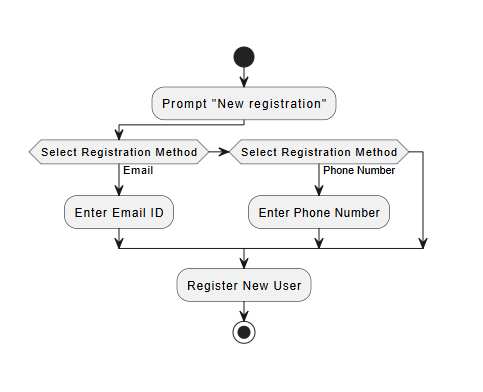 Prompt "New registration"
Select Registration Method
Select Registration Method
Email
Phone Number
Enter Email ID
Enter Phone Number
Register New User